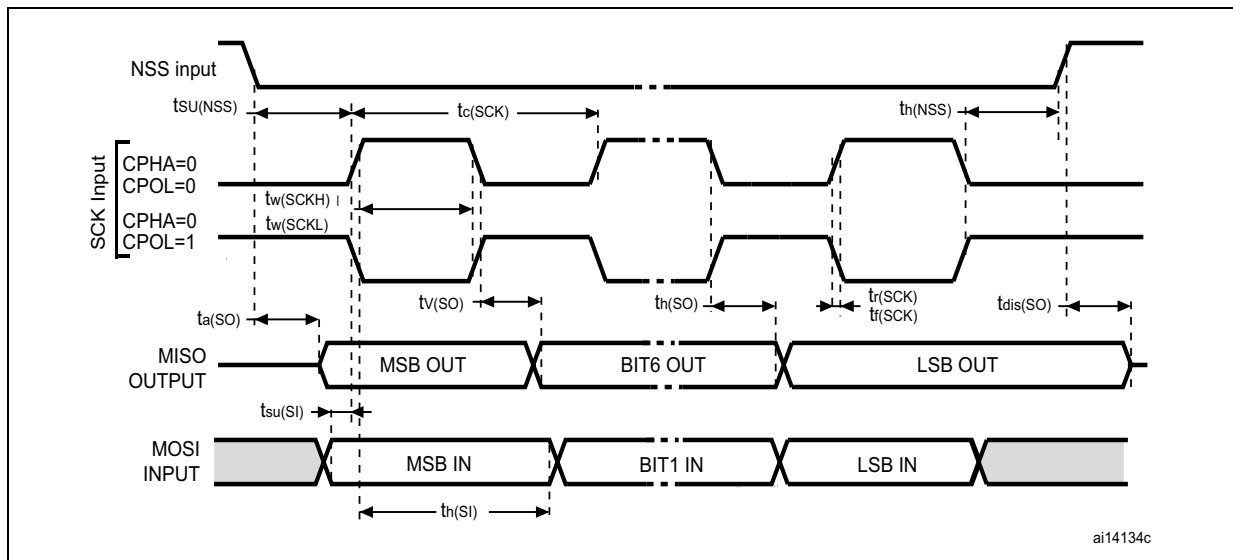 NSS input
tSU(NSS)
tc(SCK)
th(NSS)
SCK Input
CPHA=0
CPOL=0
tw(SCKH)
CPHA=0
tw(SCKL)
CPOL=1
tV(SO)
th(SO)
tr(SCK)
tf(SCK)
tdis(SO)
ta(SO)
MISO
OUTPUT
MSB OUT
BIT6 OUT
LSB OUT
tsu(SI)
MOSI
INPUT
MSB IN
BIT1 IN
LSB IN
th(SI)
ai14134c